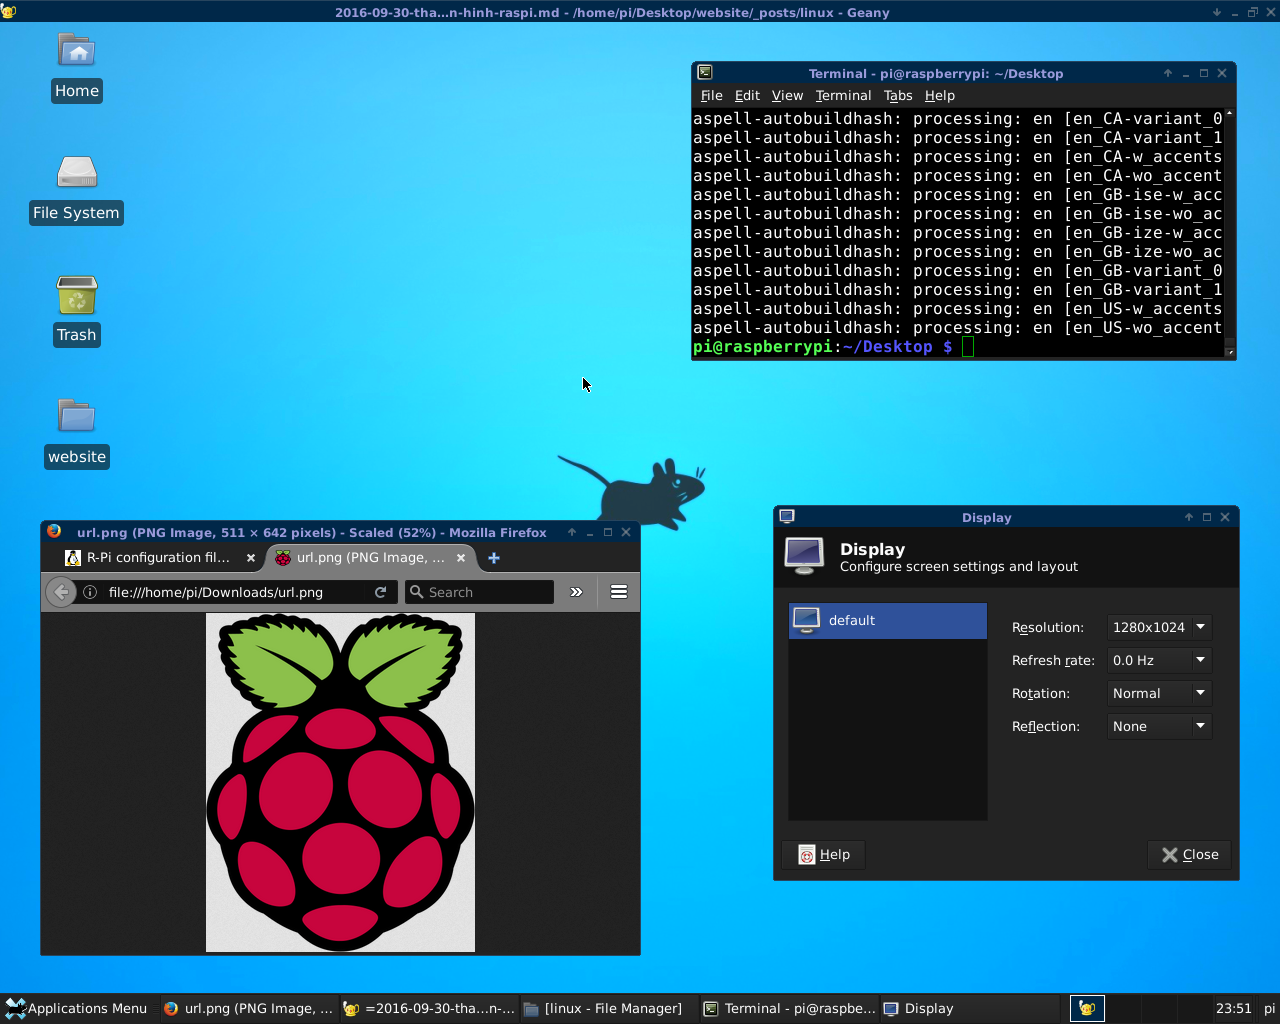 2016-09-30-tha...n-hinh-raspi.md - /home/pi/Desktop/website/_posts/linux - Geany
Home
File System
Trash
website
Terminal - pi@raspberrypi: ~/Desktop
File Edit View Terminal Tabs Help
aspell-autobuildhash: processing: en [en_CA-variant_0
aspell-autobuildhash: processing: en [en_CA-variant_1
aspell-autobuildhash: processing: en [en_CA-w_accents
aspell-autobuildhash: processing: en [en_CA-wo_accent
aspell-autobuildhash: processing: en [en_GB-ise-w_acc
aspell-autobuildhash: processing: en [en_GB-ise-wo_ac
aspell-autobuildhash: processing: en [en_GB-ize-w_acc
aspell-autobuildhash: processing: en [en_GB-ize-wo_ac
aspell-autobuildhash: processing: en [en_GB-variant_0
aspell-autobuildhash: processing: en [en_GB-variant_1
aspell-autobuildhash: processing: en [en_US-w_accents
aspell-autobuildhash: processing: en [en_US-wo_accent
pi@raspberrypi:~/Desktop $
url.png (PNG Image, 511 × 642 pixels) - Scaled (52%) - Mozilla Firefox
R-Pi configuration fil... url.png (PNG Image, ...
file:///home/pi/Downloads/url.png Search
Display
Display
Configure screen settings and layout
default
Resolution: 1280x1024
Refresh rate: 0.0 Hz
Rotation: Normal
Reflection: None
Help Close
Applications Menu url.png (PNG Image, ... =2016-09-30-tha...n-... [linux - File Manager] Terminal - pi@raspbe... Display 23:51 pi